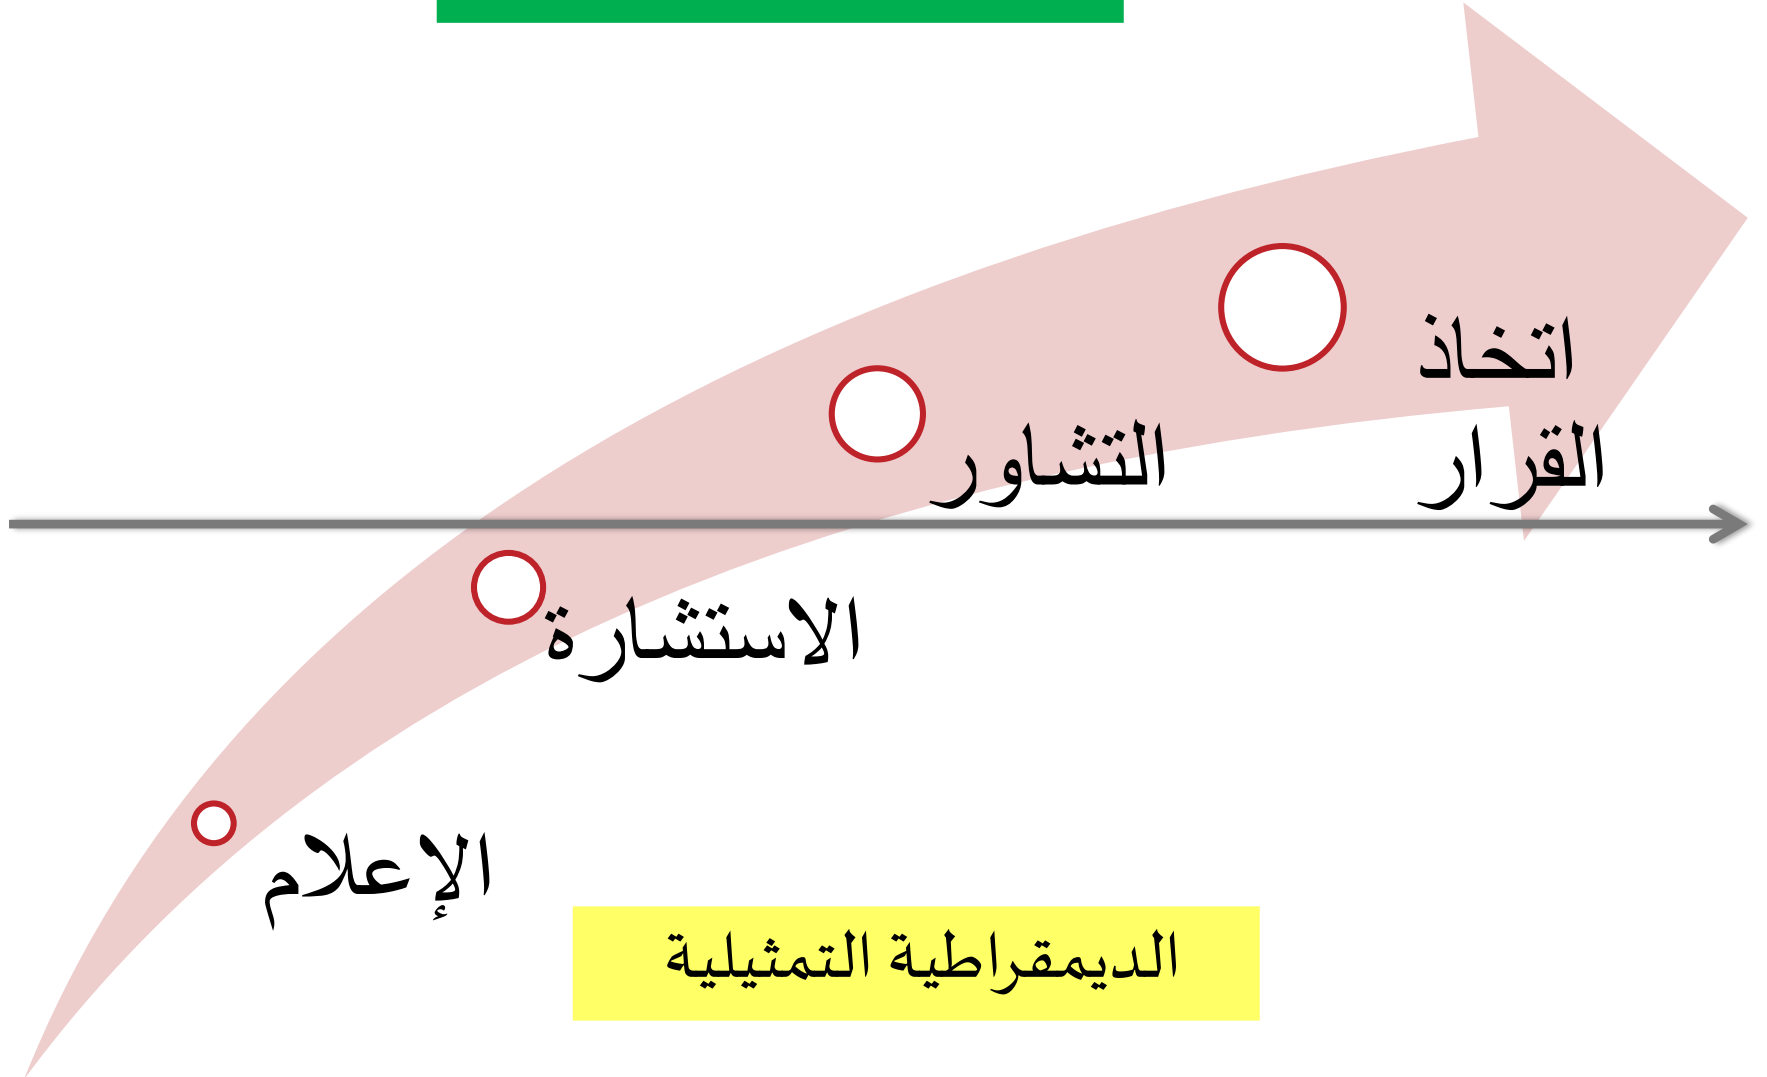 اتخاذ
القرار
التشاور
الاستشارة
الإعلام
الديمقراطية التمثيلية